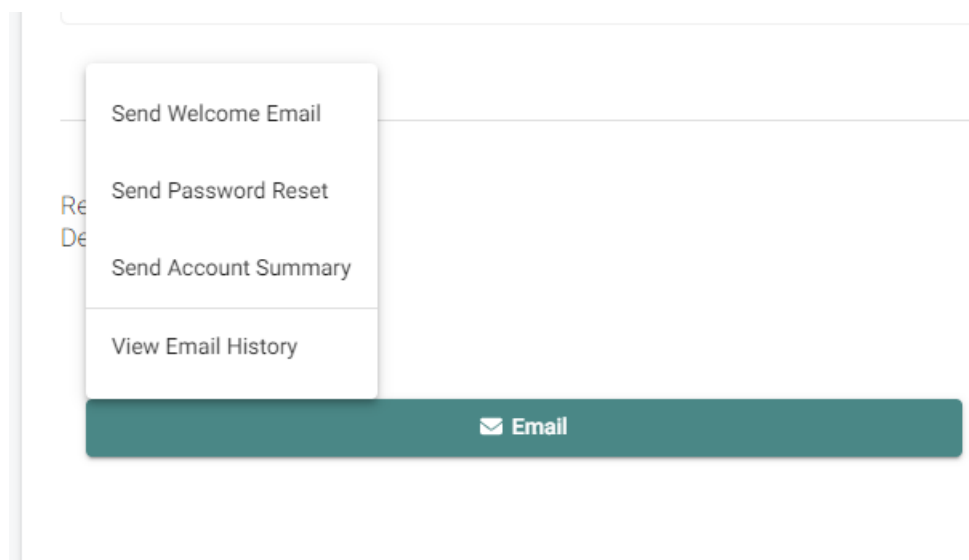 Send Welcome Email
Send Password Reset
Send Account Summary
View Email History
Email